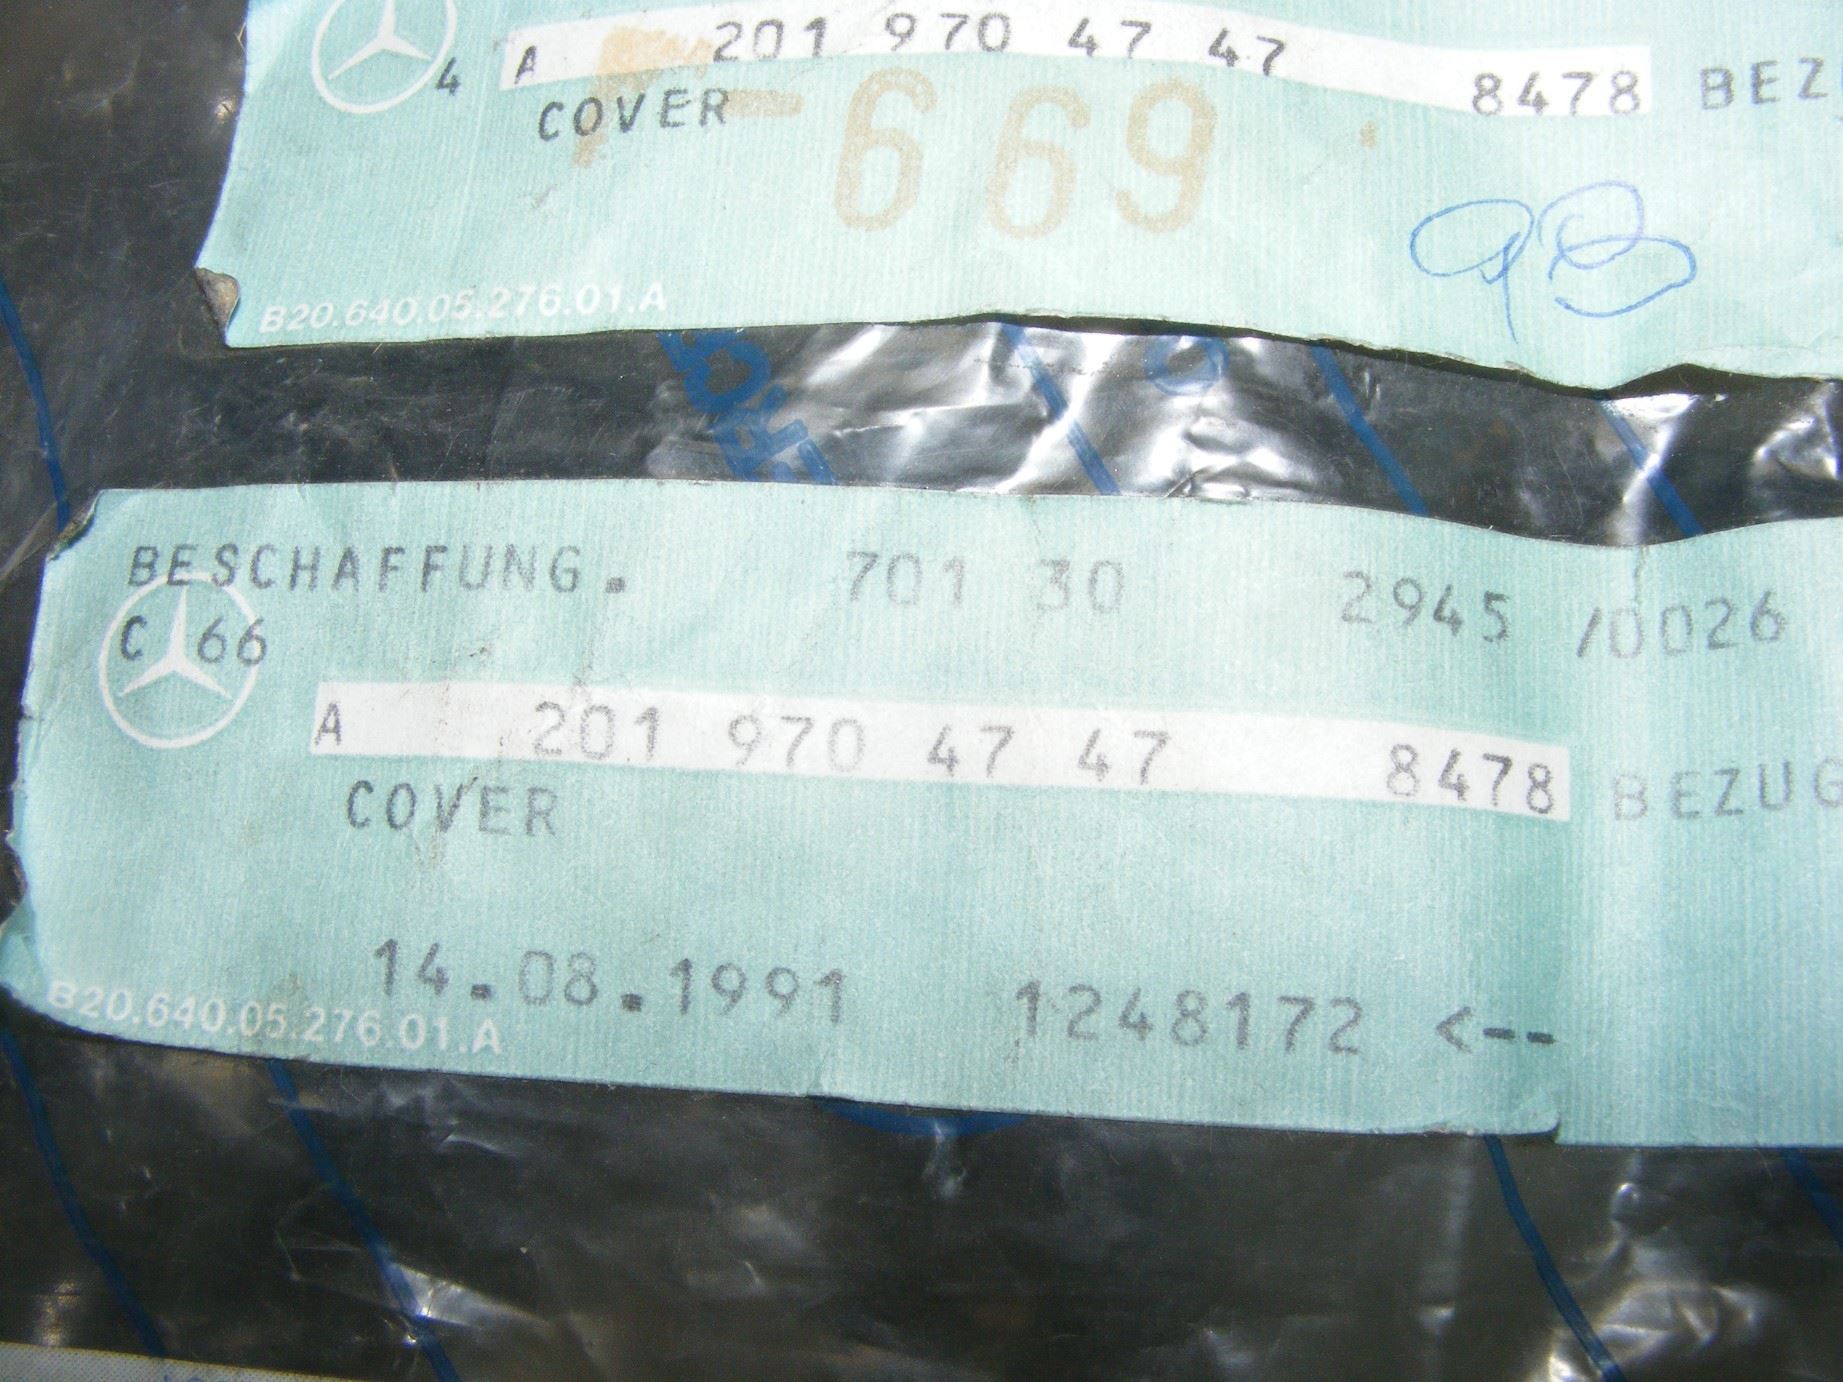 A 201 970 47 47 8478 BEZ
4
COVER
-669
B20.640.05.276.01.A
BESCHAFFUNG. 701 30 2945 /0026
C 66
A 201 970 47 47 8478 BEZUG
COVER
14.08.1991 1248172 <--
B20.640.05.276.01.A